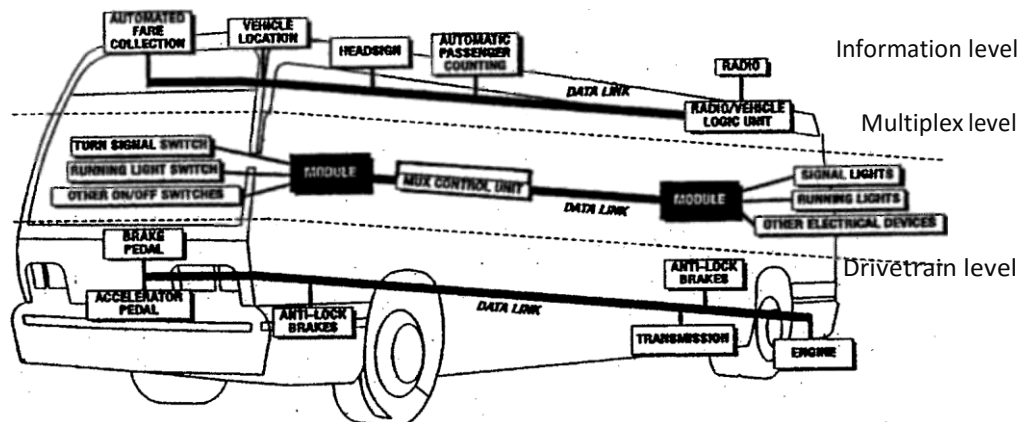 AUTOMATED
FARE
COLLECTION
VEHICLE
LOCATION
HEADSIGN
AUTOMATIC
PASSENGER
COUNTING
RADIO
Information level
DATA LINK
RADIO/VEHICLE
LOGIC UNIT
Multiplex level
TURN SIGNAL SWITCH
RUNNING LIGHT SWITCH
OTHER ON/OFF SWITCHES
MODULE
MUX CONTROL UNIT
DATA LINK
MODULE
SIGNAL LIGHTS
RUNNING LIGHTS
OTHER ELECTRICAL DEVICES
Drivetrain level
BRAKE
PEDAL
ACCELERATOR
PEDAL
ANTI-LOCK
BRAKES
DATA LINK
ANTI-LOCK
BRAKES
TRANSMISSION
ENGINE